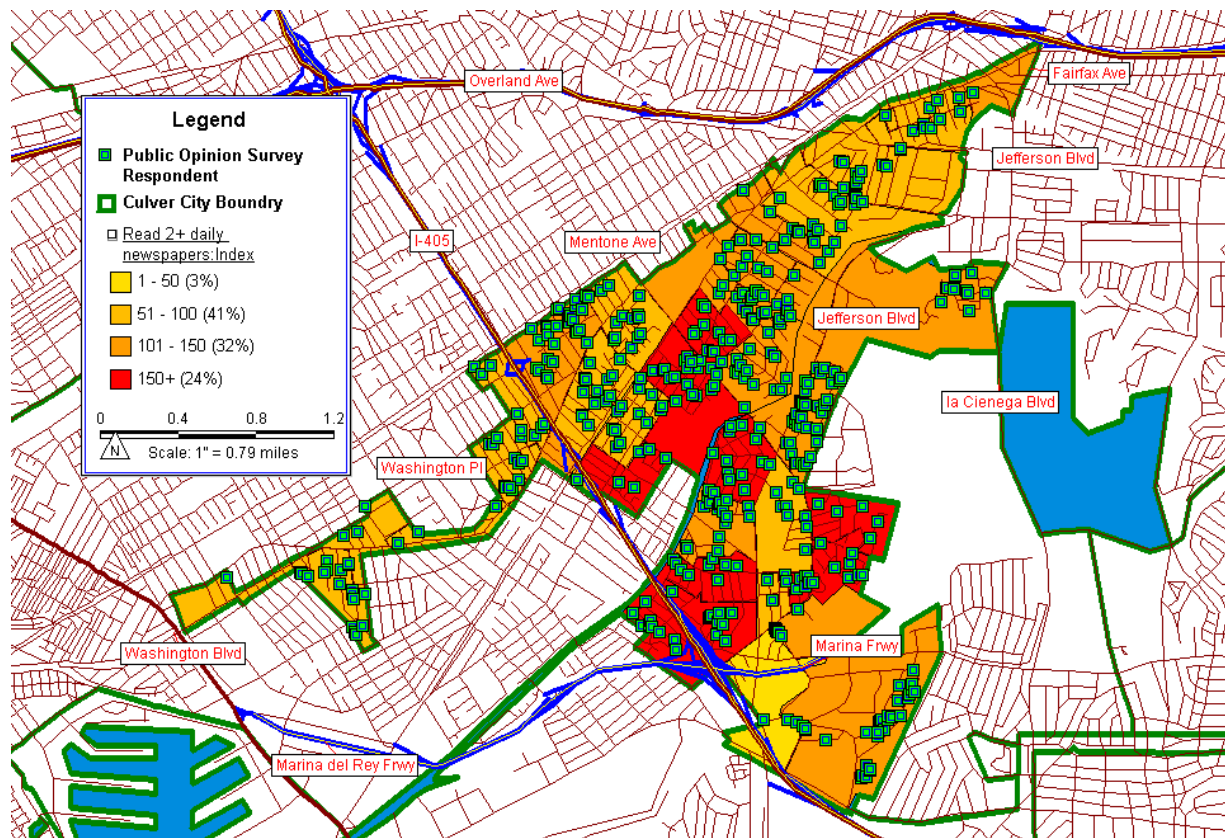 Overland Ave
Fairfax Ave
Legend
Public Opinion Survey
Respondent
Culver City Boundry
Read 2+ daily
newspapers:Index
1 - 50 (3%)
51 - 100 (41%)
101 - 150 (32%)
150+ (24%)
0 0.4 0.8 1.2
N
Scale: 1" = 0.79 miles
Jefferson Blvd
I-405
Mentone Ave
Jefferson Blvd
la Cienega Blvd
Washington Pl
Washington Blvd
Marina Frwy
Marina del Rey Frwy